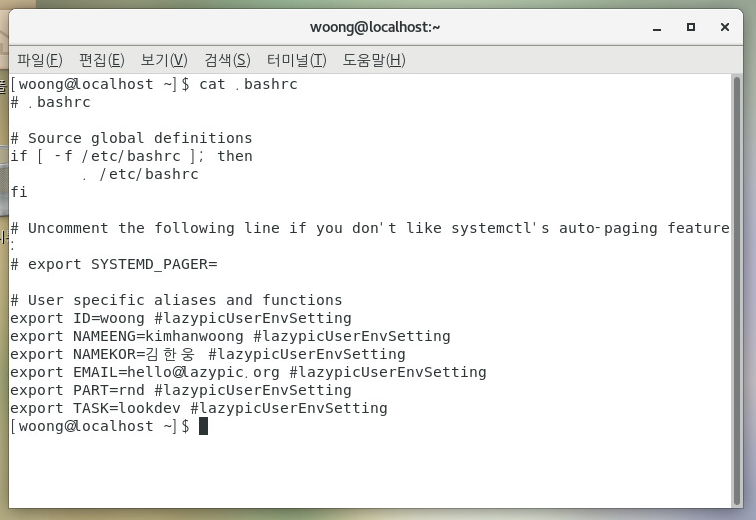 woong@localhost:~
파일(F) 편집(E) 보기(V) 검색(S) 터미널(T) 도움말(H)
[woong@localhost ~]$ cat .bashrc
# .bashrc
# Source global definitions
if [ -f /etc/bashrc ]; then
        . /etc/bashrc
fi
# Uncomment the following line if you don't like systemctl's auto-paging feature
:
# export SYSTEMD_PAGER=
# User specific aliases and functions
export ID=woong #lazypicUserEnvSetting
export NAMEENG=kimhanwoong #lazypicUserEnvSetting
export NAMEKOR=김한웅 #lazypicUserEnvSetting
export EMAIL=hello@lazypic.org #lazypicUserEnvSetting
export PART=rnd #lazypicUserEnvSetting
export TASK=lookdev #lazypicUserEnvSetting
[woong@localhost ~]$